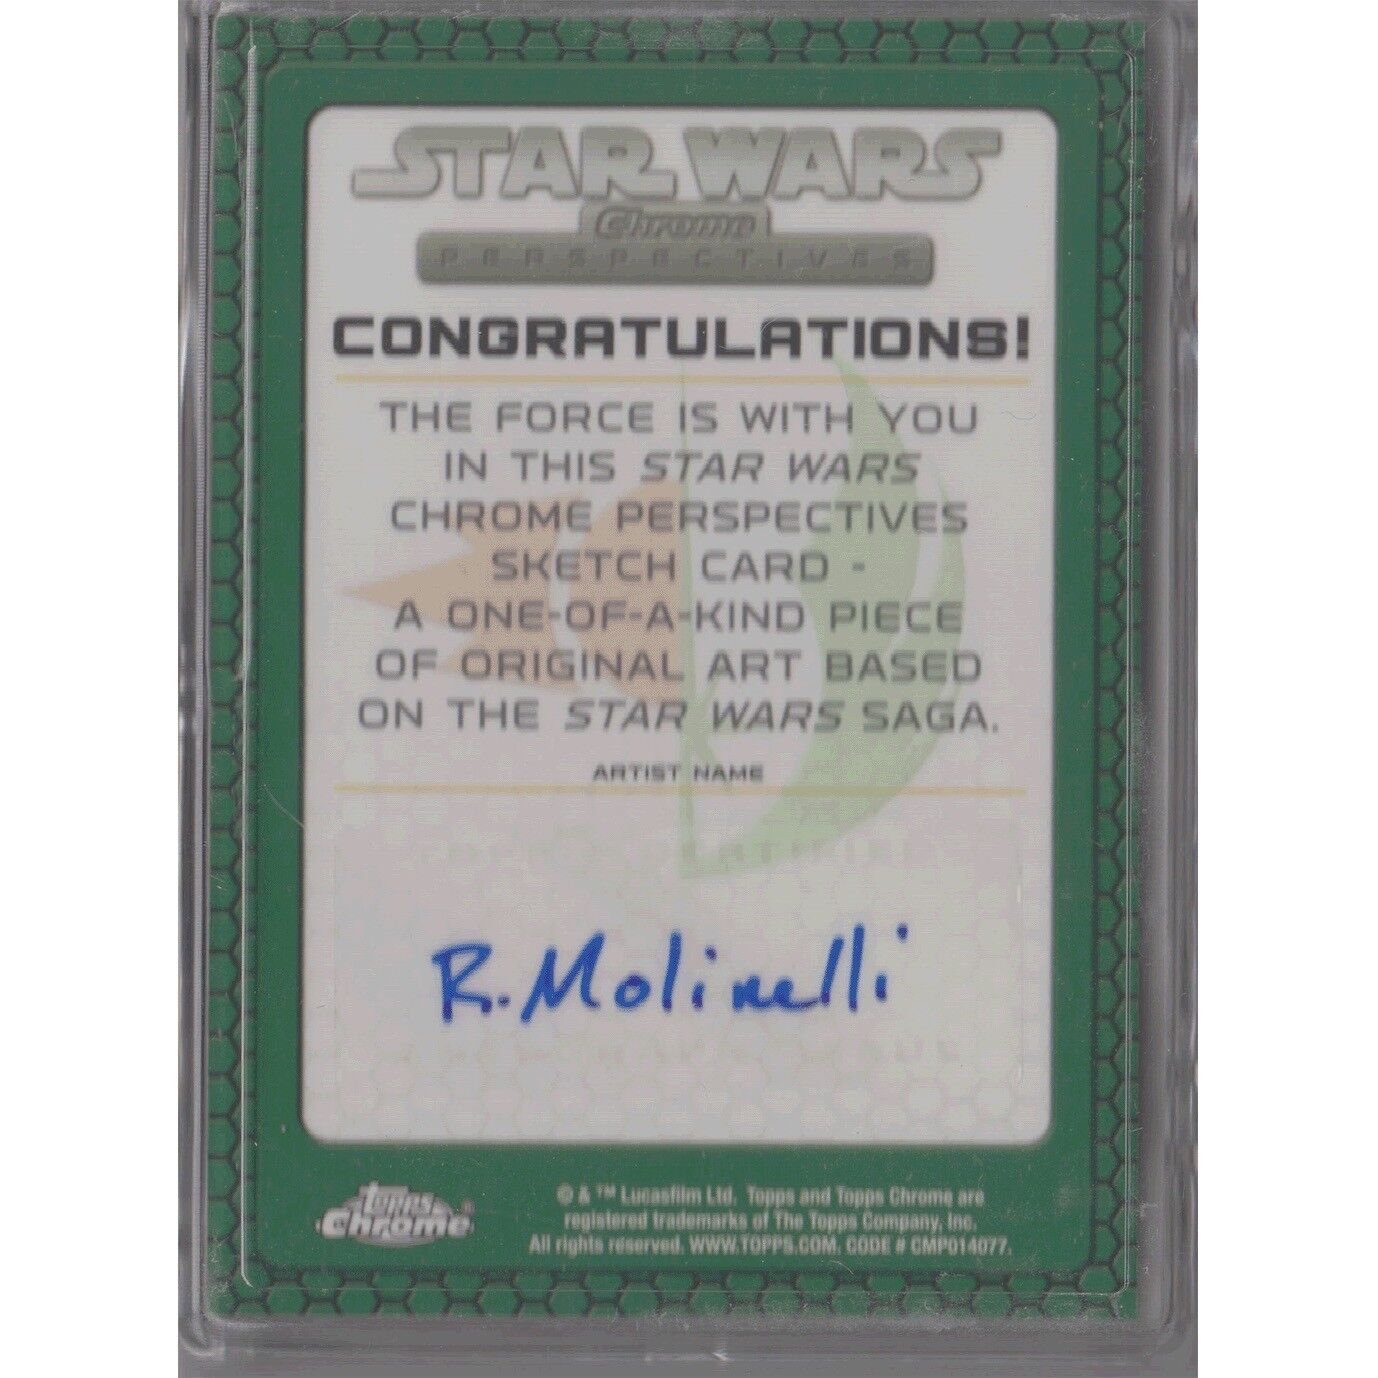 STAR WARS
Chrome
PERSPECTIVES
CONGRATULATIONS!
THE FORCE IS WITH YOU
IN THIS STAR WARS
CHROME PERSPECTIVES
SKETCH CARD -
A ONE-OF-A-KIND PIECE
OF ORIGINAL ART BASED
ON THE STAR WARS SAGA.
ARTIST NAME
R. Molinelli
topps
Chrome ®
© & ™ Lucasfilm Ltd. Topps and Topps Chrome are
registered trademarks of The Topps Company, Inc.
All rights reserved. WWW.TOPPS.COM. CODE # CMP014077.